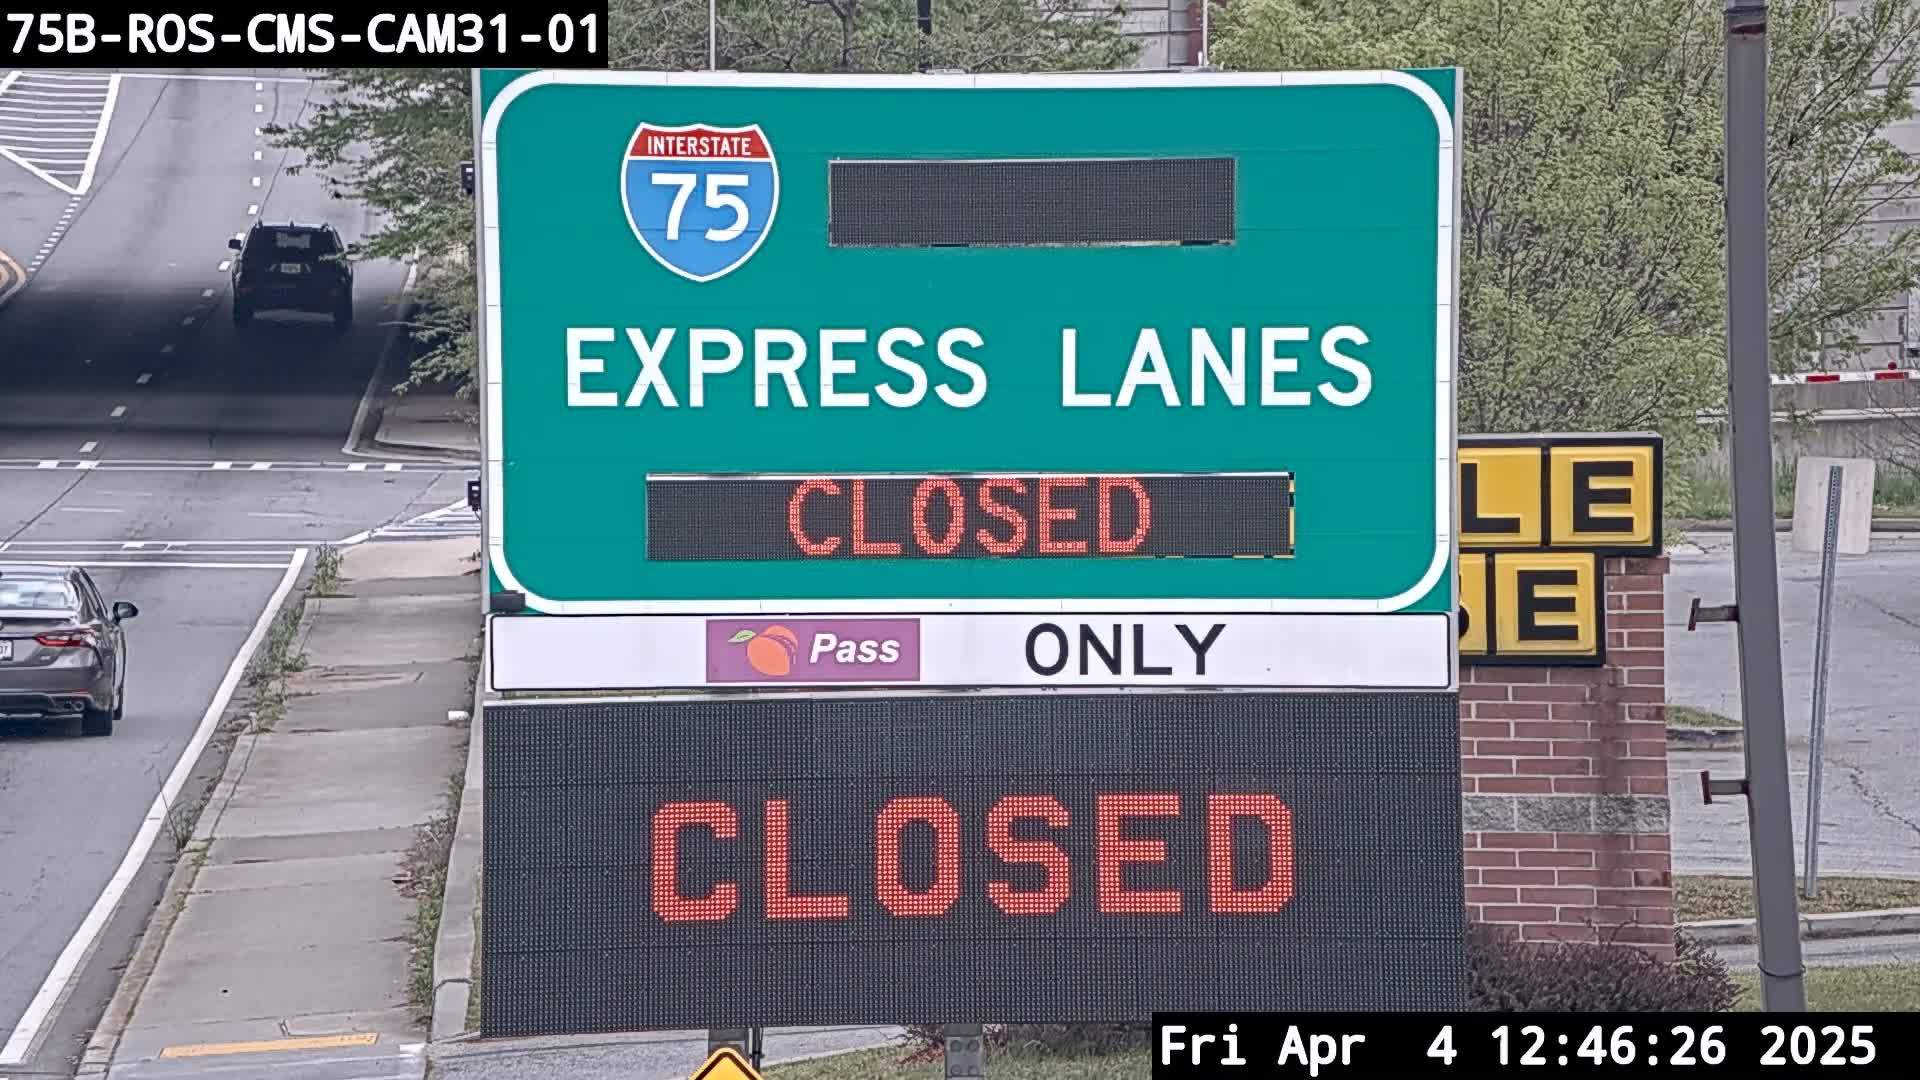 75B-ROS-CMS-CAM31-01
INTERSTATE
75
EXPRESS LANES
CLOSED
Pass ONLY
CLOSED
LE
E
Fri Apr 4 12:46:26 2025